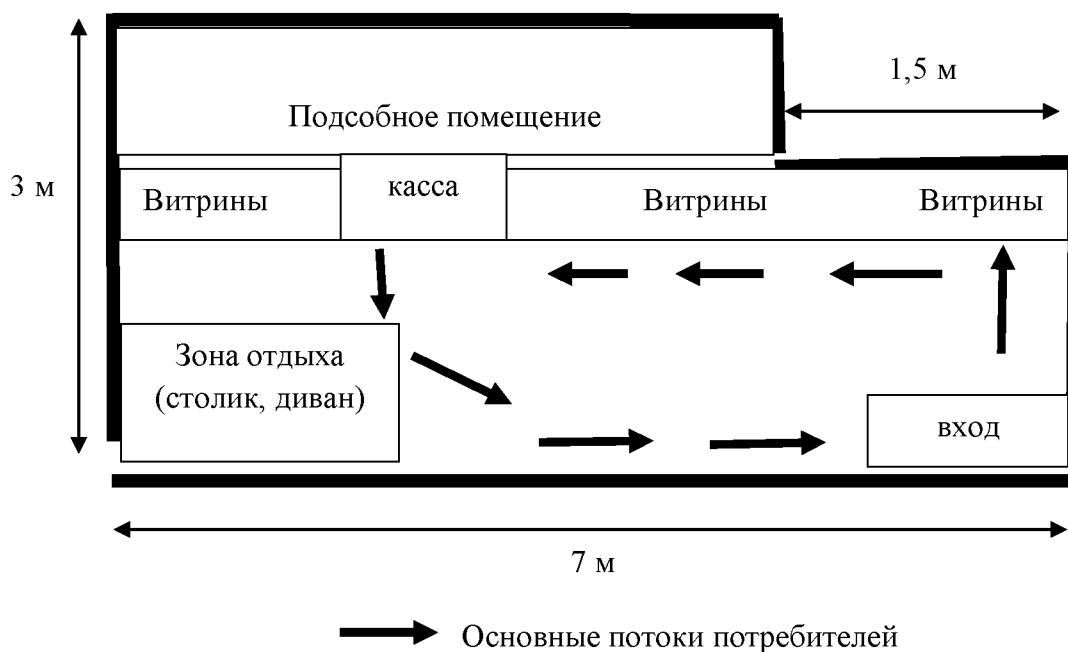 1,5 м
Подсобное помещение
3 м
Витрины
касса
Витрины
Витрины
Зона отдыха
(столик, диван)
вход
7 м
Основные потоки потребителей